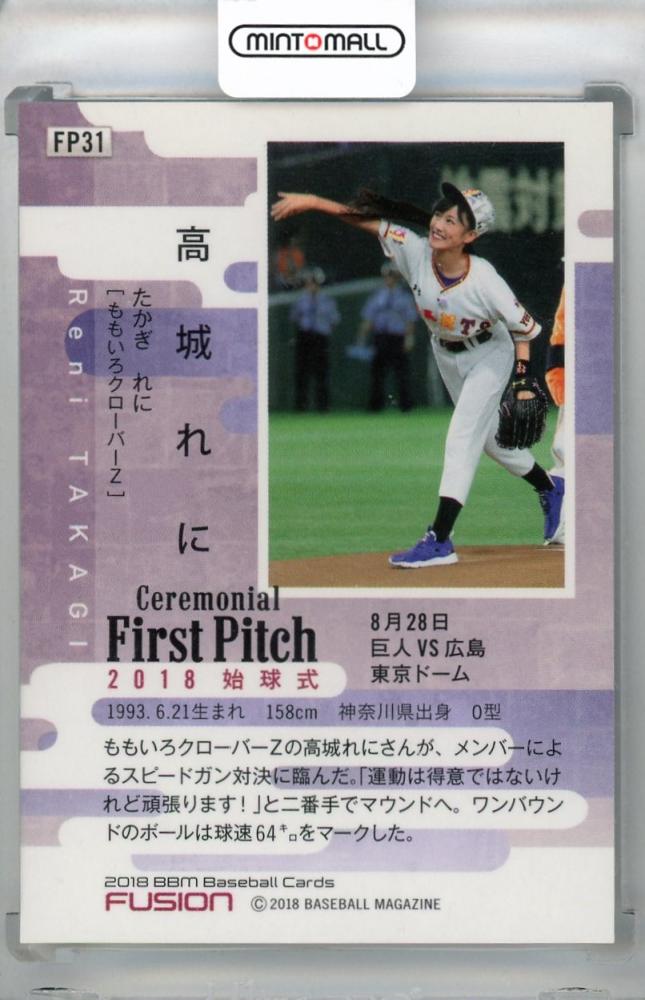 MINTMALL
FP31
高城れに
たかぎ れに
［ももいろクローバーZ］
Reni TAKAGI
Ceremonial
First Pitch
2018 始球式
8月28日
巨人 VS 広島
東京ドーム
1993.6.21生まれ 158cm 神奈川県出身 O型
ももいろクローバーZの高城れにさんが、メンバーによ
るスピードガン対決に臨んだ。「運動は得意ではないけ
れど頑張ります！」と二番手でマウンドへ。ワンバウン
ドのボールは球速64㌔をマークした。
2018 BBM Baseball Cards
FUSION ©2018 BASEBALL MAGAZINE